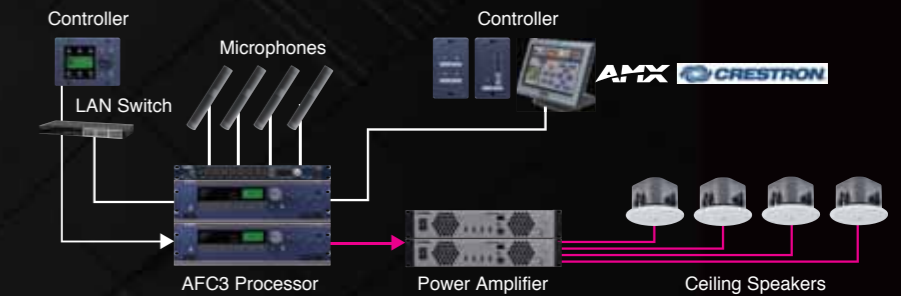 Controller
Controller
Microphones
AMX CRESTRON
LAN Switch
AFC3 Processor
Power Amplifier
Ceiling Speakers